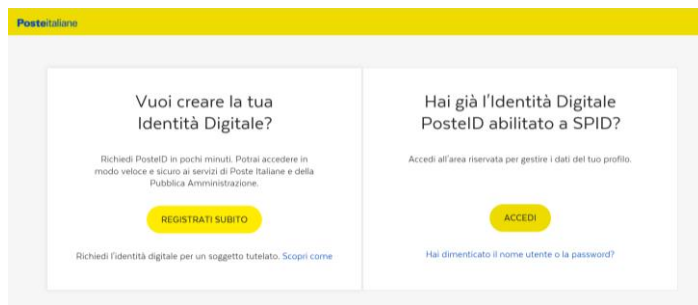 Posteitaliane
Vuoi creare la tua
Identità Digitale?
Richiedi PosteID in pochi minuti. Potrai accedere in
modo veloce e sicuro ai servizi di Poste Italiane e della
Pubblica Amministrazione.
REGISTRATI SUBITO
Richiedi l'identità digitale per un soggetto tutelato. Scopri come
Hai già l'Identità Digitale
PosteID abilitato a SPID?
Accedi all'area riservata per gestire i dati del tuo profilo.
ACCEDI
Hai dimenticato il nome utente o la password?